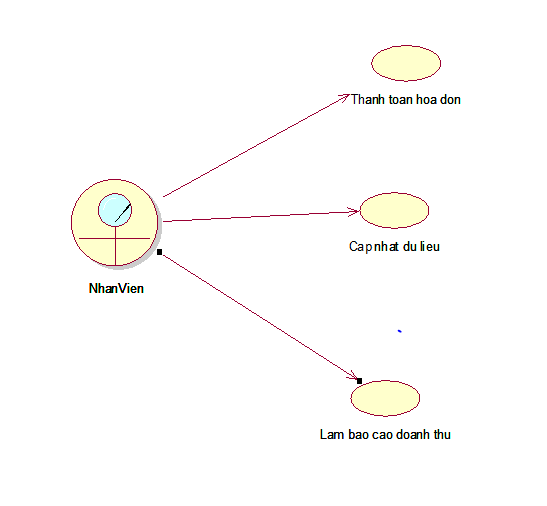 Thanh toan hoa don
Cap nhat du lieu
NhanVien
Lam bao cao doanh thu